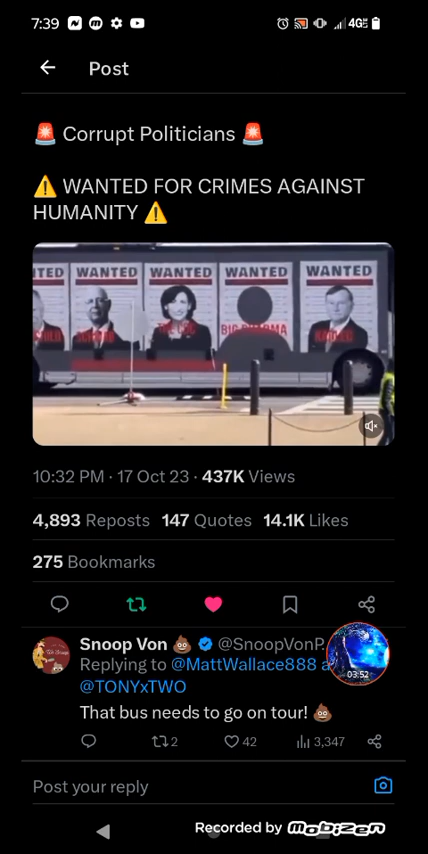 7:39
4G
Post
🚨 Corrupt Politicians 🚨
⚠️ WANTED FOR CRIMES AGAINST
HUMANITY ⚠️
WANTED WANTED WANTED WANTED
BIG PHARMA
10:32 PM · 17 Oct 23 · 437K Views
4,893 Reposts 147 Quotes 14.1K Likes
275 Bookmarks
Snoop Von 💩 @SnoopVonP
Replying to @MattWallace888 a
@TONYxTWO
03:52
That bus needs to go on tour! 💩
2 42 3,347
Post your reply
Recorded by Mobizen